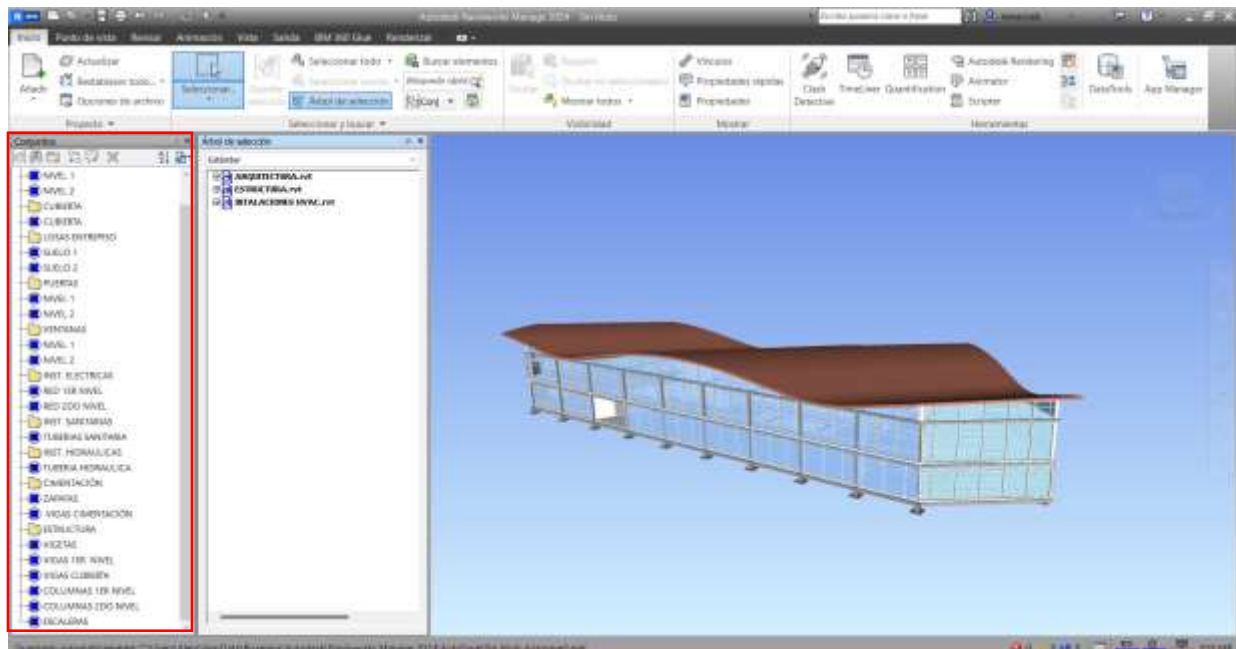 Autodesk Navisworks Manage 2024 Sin título
Inicio Punto de vista Revisar Animación Vista Salida BIM 360 Glue Renderizar
Añadir
Actualizar
Restablecer todo...
Opciones de archivo
Proyecto
Seleccionar
Seleccionar todo
Árbol de selección
Buscar elementos
Seleccionar y buscar
Mostrar todos
Visibilidad
Vínculos
Propiedades rápidas
Propiedades
Mostrar
Clash Detective
TimeLiner
Quantification
Autodesk Rendering
Animator
Scripter
DataTools
App Manager
Herramientas
Conjuntos
NIVEL 1
NIVEL 2
CUBIERTA
CUBIERTA
LOSAS ENTREPISO
SUELO 1
SUELO 2
PUERTAS
NIVEL 1
NIVEL 2
VENTANAS
NIVEL 1
NIVEL 2
INST. ELECTRICAS
RED 1ER NIVEL
RED 2DO NIVEL
INST. SANITARIAS
TUBERIAS SANITARIA
INST. HIDRAULICAS
TUBERIA HIDRAULICA
CIMENTACIÓN
ZAPATAS
VIGAS CIMENTACIÓN
ESTRUCTURA
VIGETAS
VIGAS 1ER NIVEL
VIGAS CUBIERTA
COLUMNAS 1ER NIVEL
COLUMNAS 2DO NIVEL
ESCALERAS
Árbol de selección
Estándar
ARQUITECTURA.rvt
ESTRUCTURA.rvt
INTALACIONES HVAC.rvt